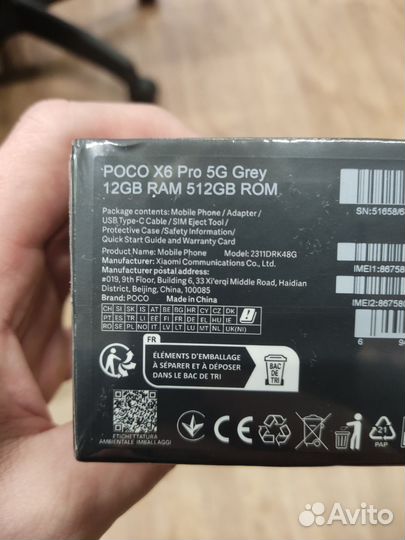 POCO X6 Pro 5G Grey
12GB RAM 512GB ROM
Package contents: Mobile Phone / Adapter /
USB Type-C Cable / SIM Eject Tool /
Protective Case /Safety Information/
Quick Start Guide and Warranty Card
Product Name: Mobile Phone Model: 2311DRK48G
Manufacturer: Xiaomi Communications Co., Ltd.
Manufacturer postal address:
#019, 9th Floor, Building 6, 33 Xi'erqi Middle Road, Haidian
District, Beijing, China, 100085
Brand: POCO Made in China
SN:51658/6
IMEI1:86758
IMEI2:867580
6 9
CH SI SK IS AT BE BG HR CY CZ DK
PT ES TR FI FR DE EL HU IE
RO SE PL NO IT LV LT LU MT NL UK(NI)
FR
ÉLÉMENTS D'EMBALLAGE
À SÉPARER ET À DÉPOSER
DANS LE BAC DE TRI
BAC
DE
TRI
ETICHETTATURA
AMBIENTALE IMBALLAGGI
CE
21
PAP
Avito